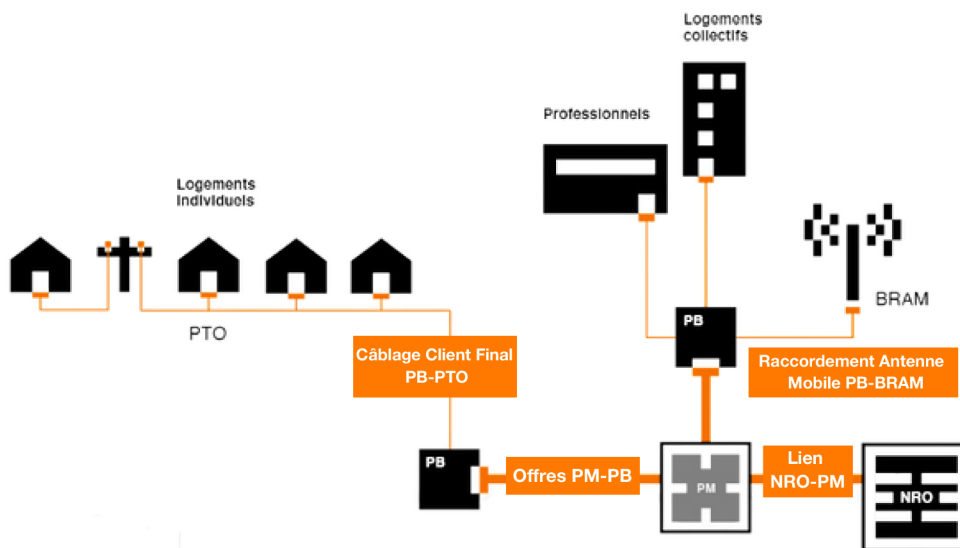 Logements
collectifs
Professionnels
Logements
Individuels
BRAM
PTO
PB
Câblage Client Final
PB-PTO
Raccordement Antenne
Mobile PB-BRAM
PB
Offres PM-PB
PM
Lien
NRO-PM
NRO